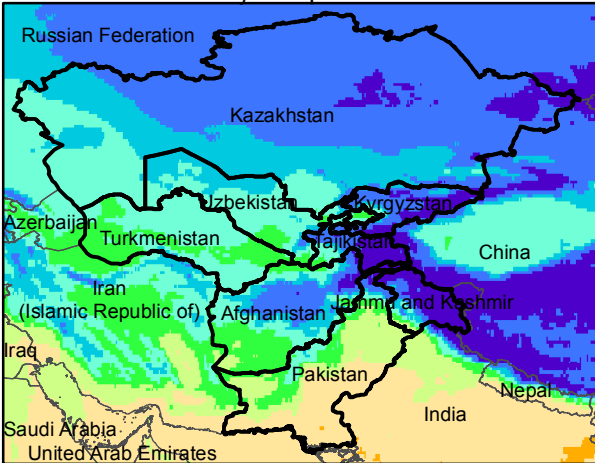 Russian Federation
Kazakhstan
Uzbekistan
Kyrgyzstan
Azerbaijan
Turkmenistan
Tajikistan
China
Iran
(Islamic Republic of)
Afghanistan
Jammu and Kashmir
Iraq
Pakistan
Nepal
India
Saudi Arabia
United Arab Emirates